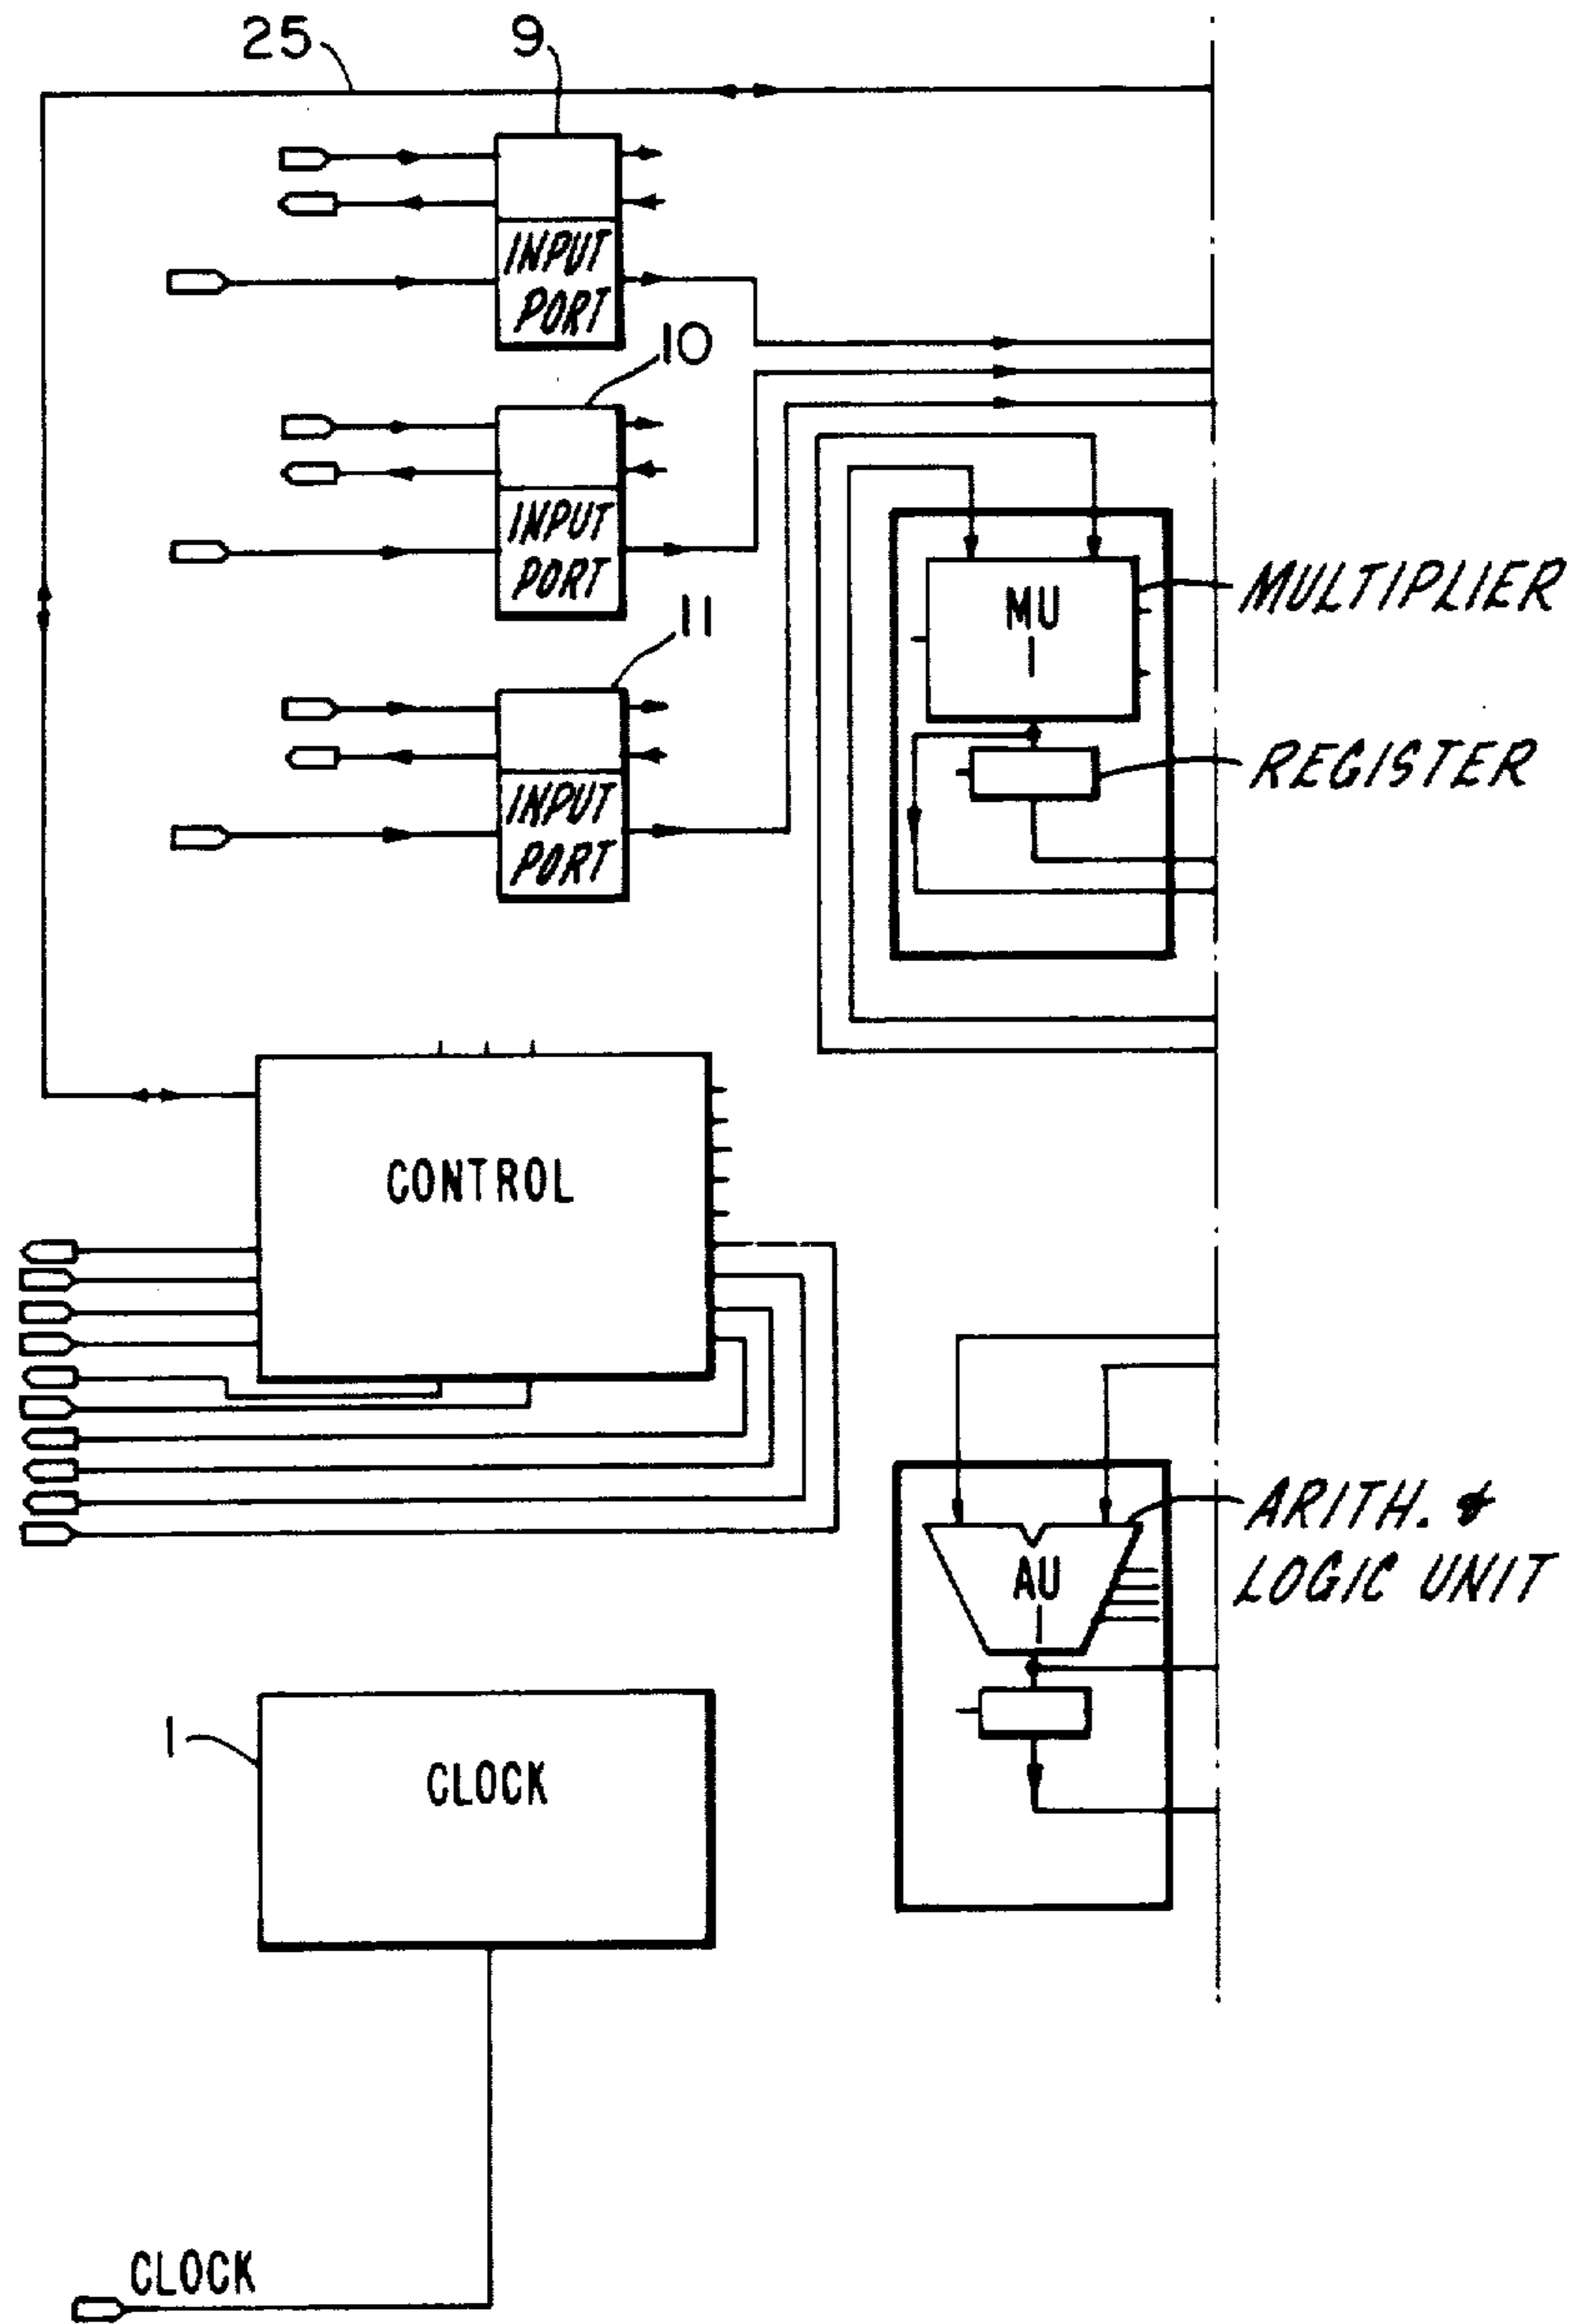 25
9
INPUT
PORT
10
INPUT
PORT
11
INPUT
PORT
MU
1
MULTIPLIER
REGISTER
CONTROL
AU
1
ARITH. &
LOGIC UNIT
1
CLOCK
CLOCK